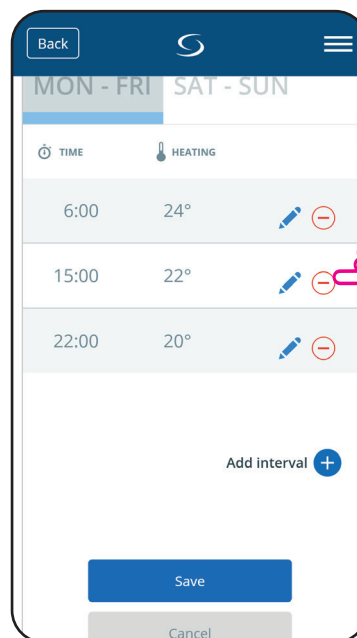 Back
MON - FRI SAT - SUN
TIME HEATING
6:00 24°
15:00 22°
22:00 20°
Add interval
Save
Cancel